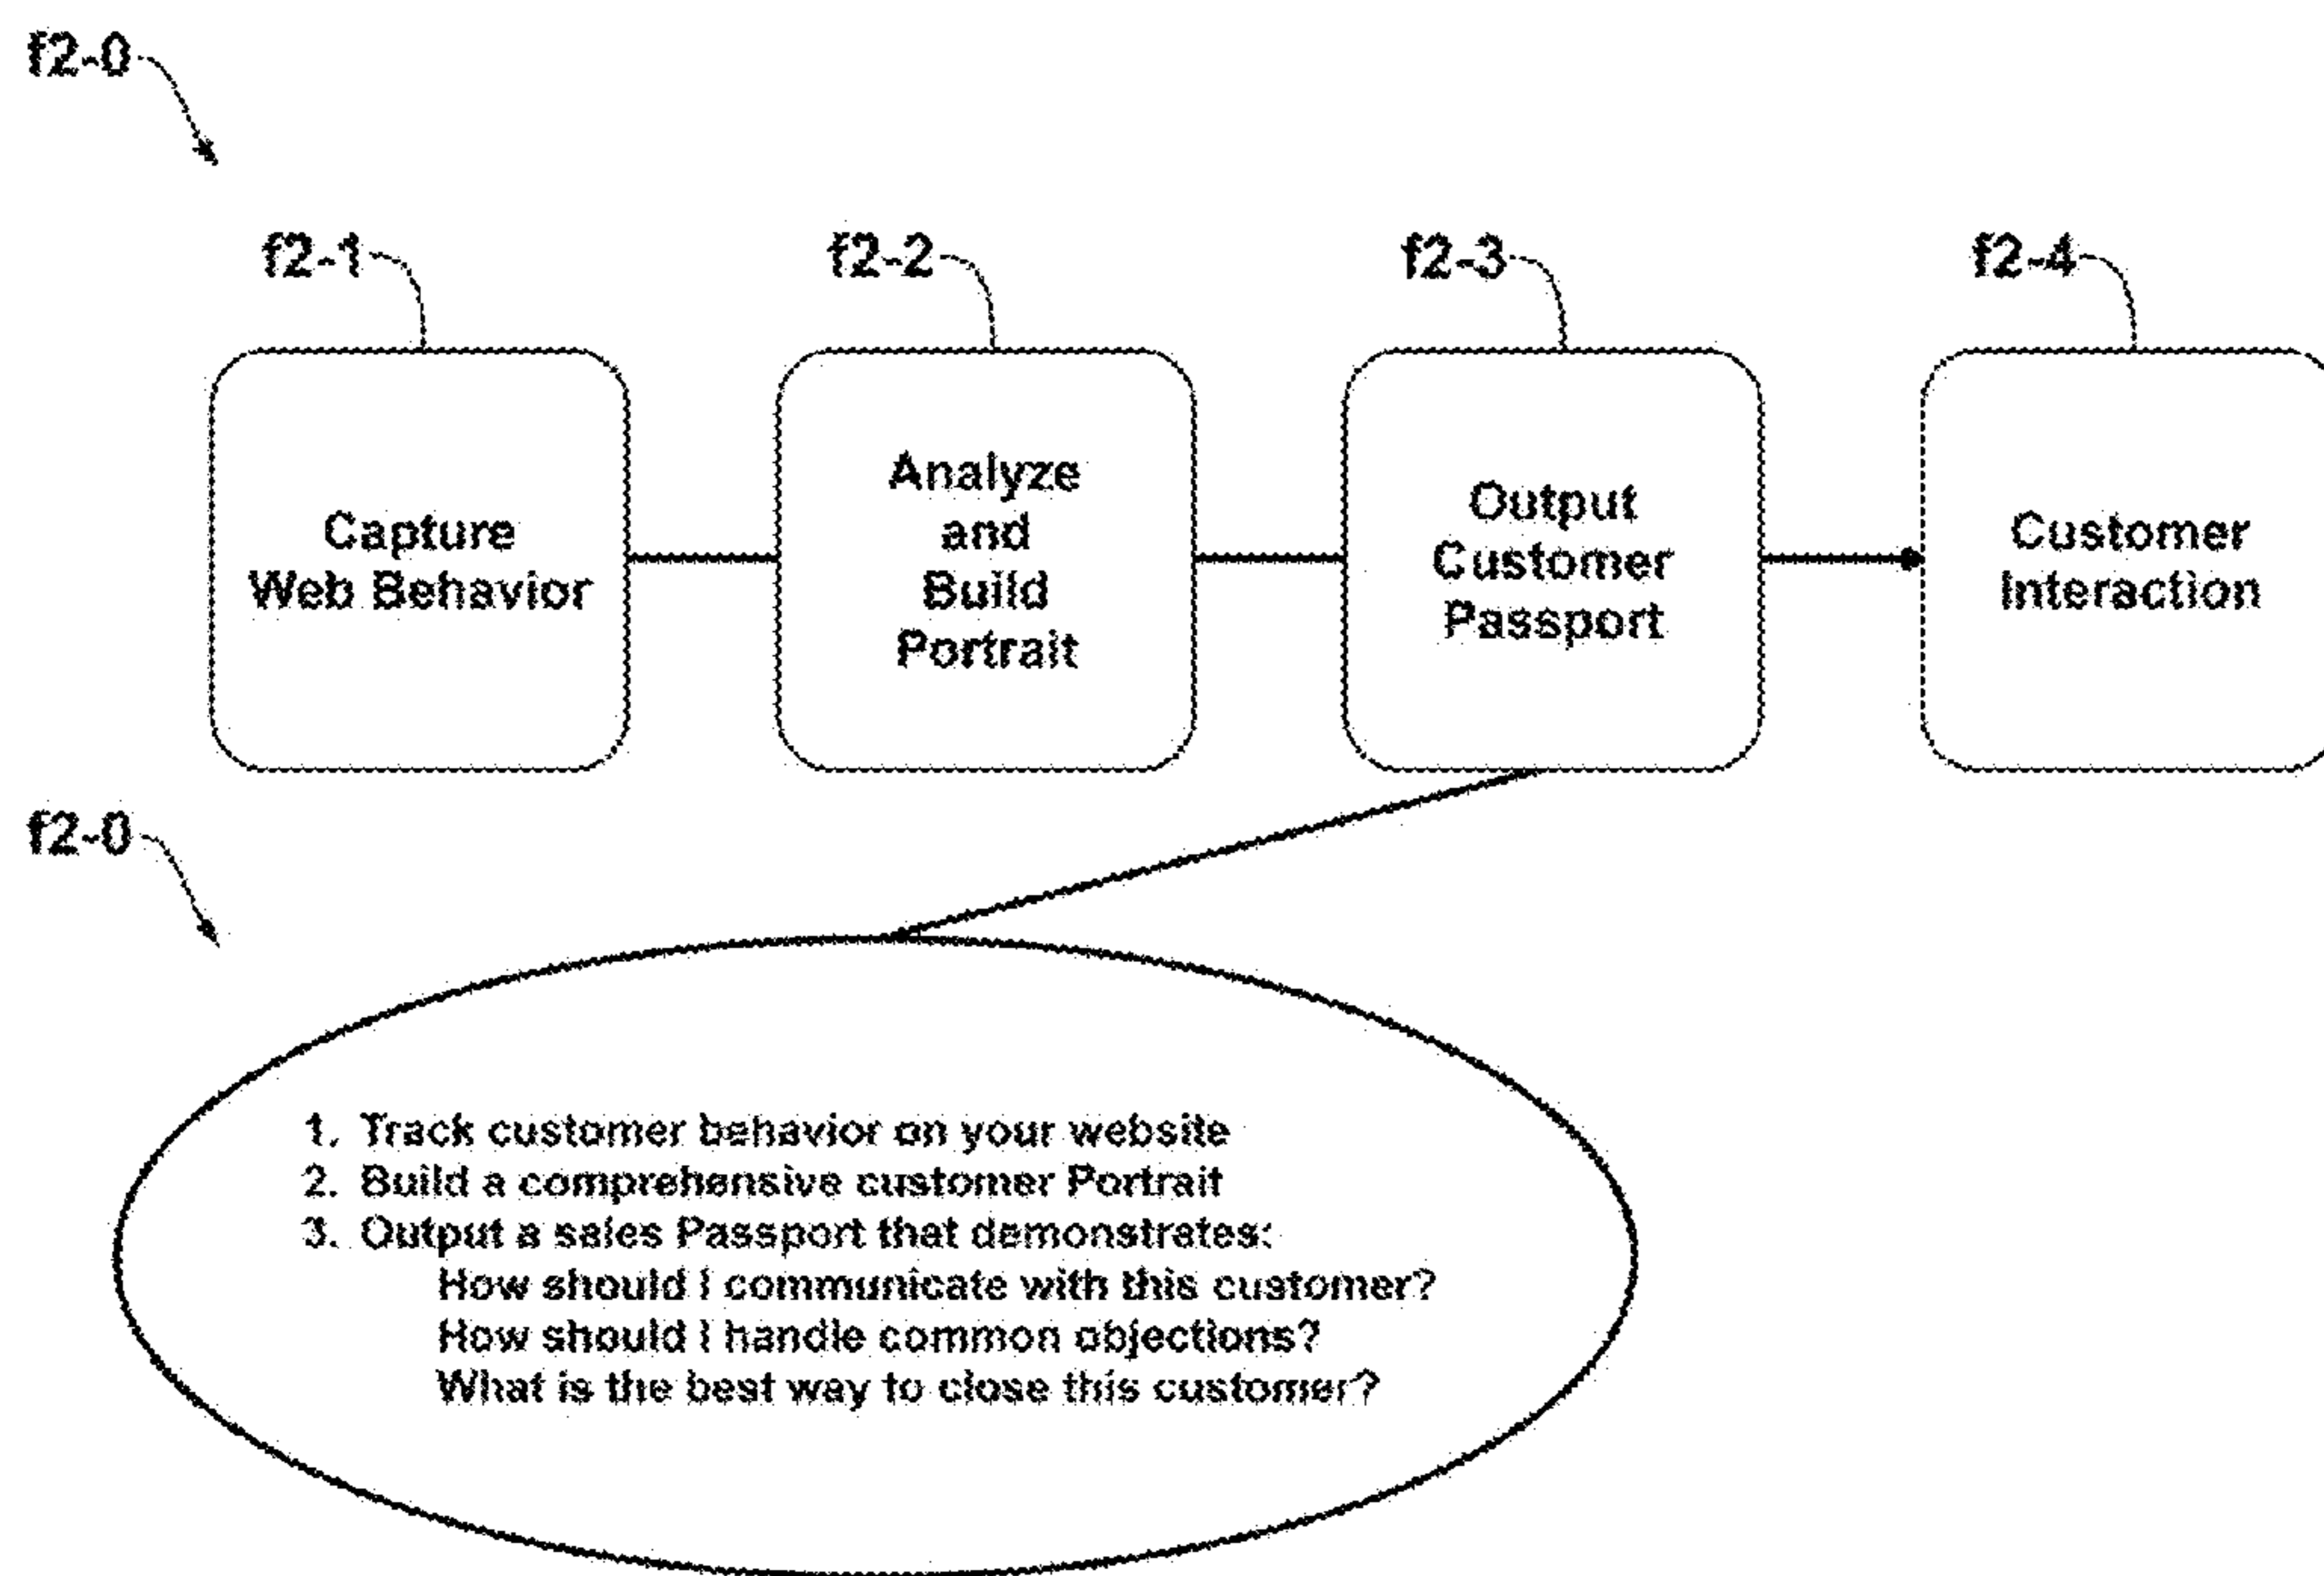 f2-0
f2-1
f2-2
f2-3
f2-4
Capture
Web Behavior
Analyze
and
Build
Portrait
Output
Customer
Passport
Customer
Interaction
f2-0
1. Track customer behavior on your website
2. Build a comprehensive customer Portrait
3. Output a sales Passport that demonstrates:
How should I communicate with this customer?
How should I handle common objections?
What is the best way to close this customer?